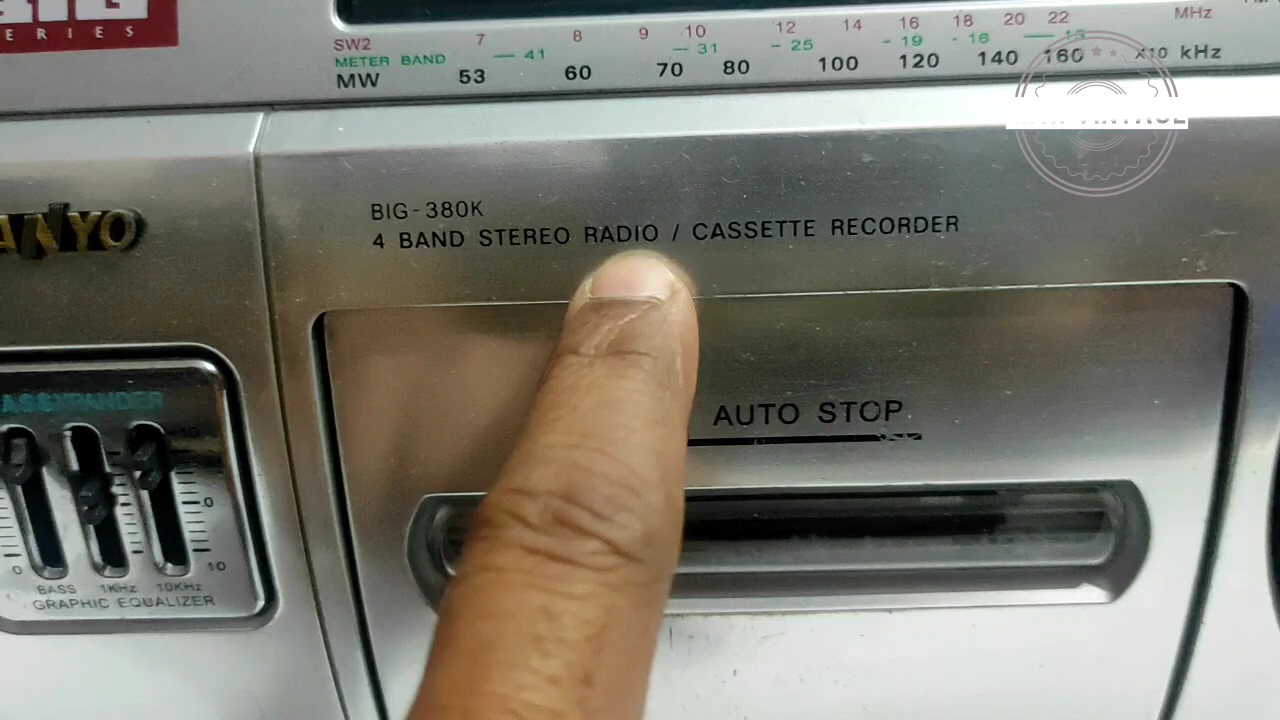 SERIES
SW2 7 8 9 10 12 14 16 18 20 22 MHz
METER BAND 41 31 25 19 16
MW 53 60 70 80 100 120 140 160 x10 kHz
BIG-380K
4 BAND STEREO RADIO / CASSETTE RECORDER
ANYO
AUTO STOP
0
0 10
BASS 1KHz 10KHz
GRAPHIC EQUALIZER